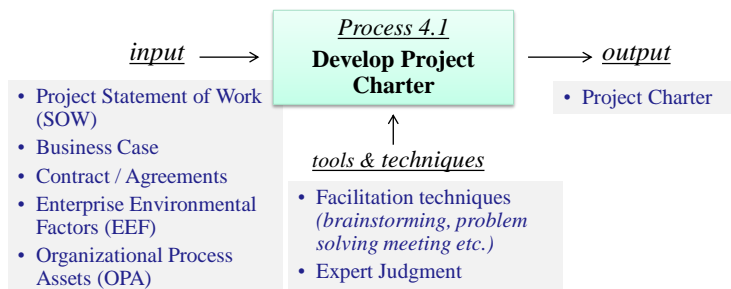 Process 4.1
Develop Project
Charter
input
output
• Project Statement of Work
(SOW)
• Business Case
• Contract / Agreements
• Enterprise Environmental
Factors (EEF)
• Organizational Process
Assets (OPA)
• Project Charter
tools & techniques
• Facilitation techniques
(brainstorming, problem
solving meeting etc.)
• Expert Judgment